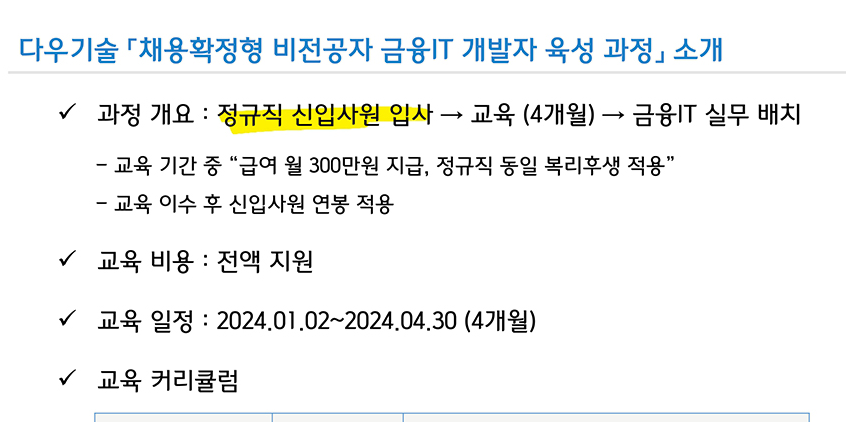 다우기술 「채용확정형 비전공자 금융IT 개발자 육성 과정」 소개
✓ 과정 개요 : 정규직 신입사원 입사 → 교육 (4개월) → 금융IT 실무 배치
- 교육 기간 중 “급여 월 300만원 지급, 정규직 동일 복리후생 적용”
- 교육 이수 후 신입사원 연봉 적용
✓ 교육 비용 : 전액 지원
✓ 교육 일정 : 2024.01.02~2024.04.30 (4개월)
✓ 교육 커리큘럼